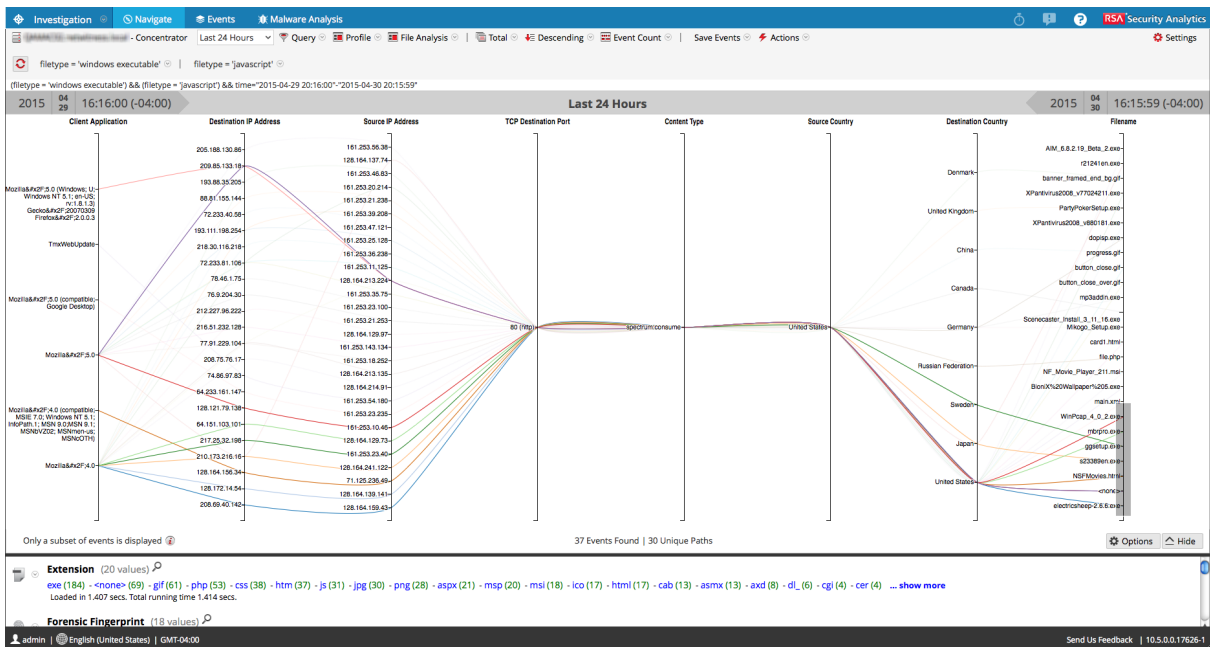 Investigation Navigate Events Malware Analysis RSA Security Analytics
- Concentrator Last 24 Hours Query Profile File Analysis | Total Descending Event Count | Save Events Actions Settings
filetype = 'windows executable' | filetype = 'javascript'
(filetype = 'windows executable') && (filetype = 'javascript') && time="2015-04-29 20:16:00"-"2015-04-30 20:15:59"
2015 04 29 16:16:00 (-04:00) Last 24 Hours 2015 04 30 16:15:59 (-04:00)
Client Application Destination IP Address Source IP Address TCP Destination Port Content Type Source Country Destination Country Filename
Mozilla&#x2F;5.0 (Windows; U;
Windows NT 5.1; en-US;
rv:1.8.1.3)
Gecko&#x2F;20070309
Firefox&#x2F;2.0.0.3
TmxWebUpdate
Mozilla&#x2F;5.0 (compatible;
Google Desktop)
Mozilla&#x2F;5.0
Mozilla&#x2F;4.0 (compatible;
MSIE 7.0; Windows NT 5.1;
InfoPath.1; MSN 9.0;MSN 9.1;
MSNbVZ02; MSNmen-us;
MSNcOTH)
Mozilla&#x2F;4.0
205.188.130.86
209.85.133.18
193.88.35.205
88.81.155.144
72.233.40.58
193.111.198.254
218.30.116.218
72.233.81.106
78.46.1.75
76.9.204.30
212.227.96.222
216.51.232.128
77.91.229.104
208.75.76.17
74.86.97.83
64.233.161.147
128.121.79.138
64.151.103.101
217.25.32.198
210.173.216.16
128.164.156.34
128.172.14.54
208.69.40.142
161.253.56.38
128.164.137.74
161.253.46.83
161.253.20.214
161.253.21.238
161.253.39.208
161.253.47.121
161.253.25.128
161.253.36.238
161.253.11.125
128.164.213.224
161.253.35.75
161.253.23.100
161.253.21.253
128.164.129.97
161.253.143.134
161.253.18.252
128.164.213.135
128.164.214.91
161.253.54.180
161.253.23.235
161.253.10.46
128.164.129.73
161.253.23.40
128.164.241.122
71.125.236.49
128.164.139.141
128.164.159.43
80 (http)
spectrum:consume
United States
Denmark
United Kingdom
China
Canada
Germany
Russian Federation
Sweden
Japan
United States
AIM_6.8.2.19_Beta_2.exe
r21241en.exe
banner_framed_end_bg.gif
XPantivirus2008_v77024211.exe
PartyPokerSetup.exe
XPantivirus2008_v880181.exe
dopisp.exe
progress.gif
button_close.gif
button_close_over.gif
mp3addin.exe
Scenecaster_Install_3_11_16.exe
Mikogo_Setup.exe
card1.html
file.php
NF_Movie_Player_211.msi
BioniX%20Wallpaper%205.exe
main.xml
WinPcap_4_0_2.exe
mbrpro.exe
ggsetup.exe
s23389en.exe
NSFMovies.html
<none>
electricsheep-2.6.6.exe
Only a subset of events is displayed 37 Events Found | 30 Unique Paths Options Hide
Extension (20 values)
exe (184) - <none> (69) - gif (61) - php (53) - css (38) - htm (37) - js (31) - jpg (30) - png (28) - aspx (21) - msp (20) - msi (18) - ico (17) - html (17) - cab (13) - asmx (13) - axd (8) - dl_ (6) - cgi (4) - cer (4) ... show more
Loaded in 1.407 secs. Total running time 1.414 secs.
Forensic Fingerprint (18 values)
admin | English (United States) | GMT-04:00 Send Us Feedback | 10.5.0.0.17626-1